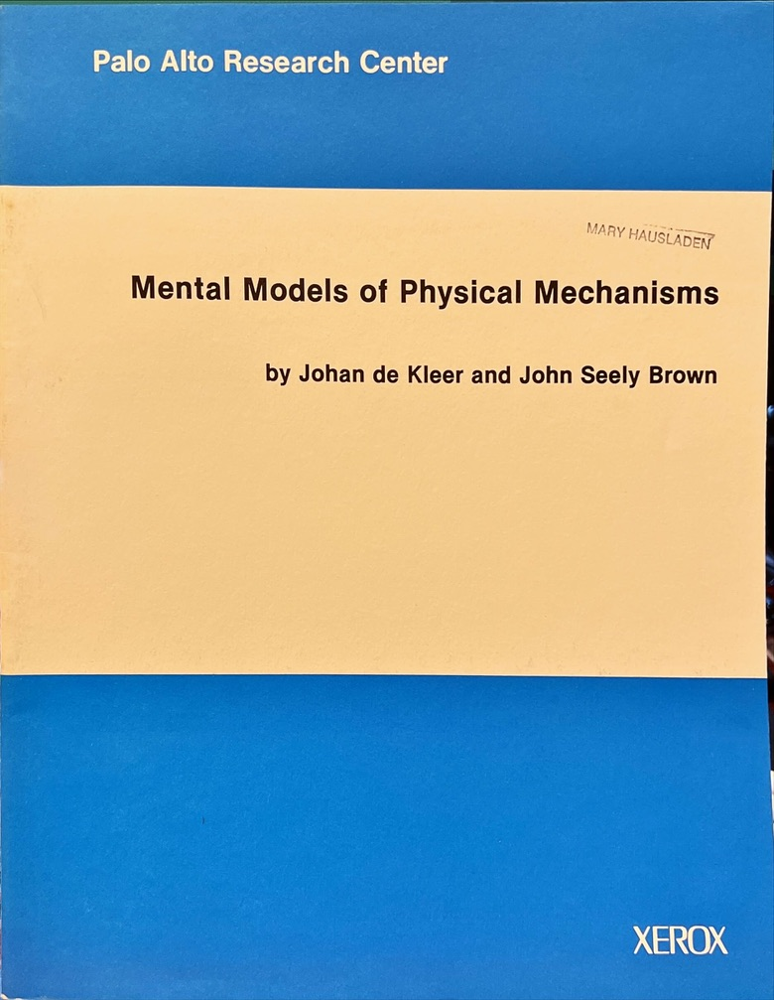 Palo Alto Research Center
MARY HAUSLADEN
Mental Models of Physical Mechanisms
by Johan de Kleer and John Seely Brown
XEROX